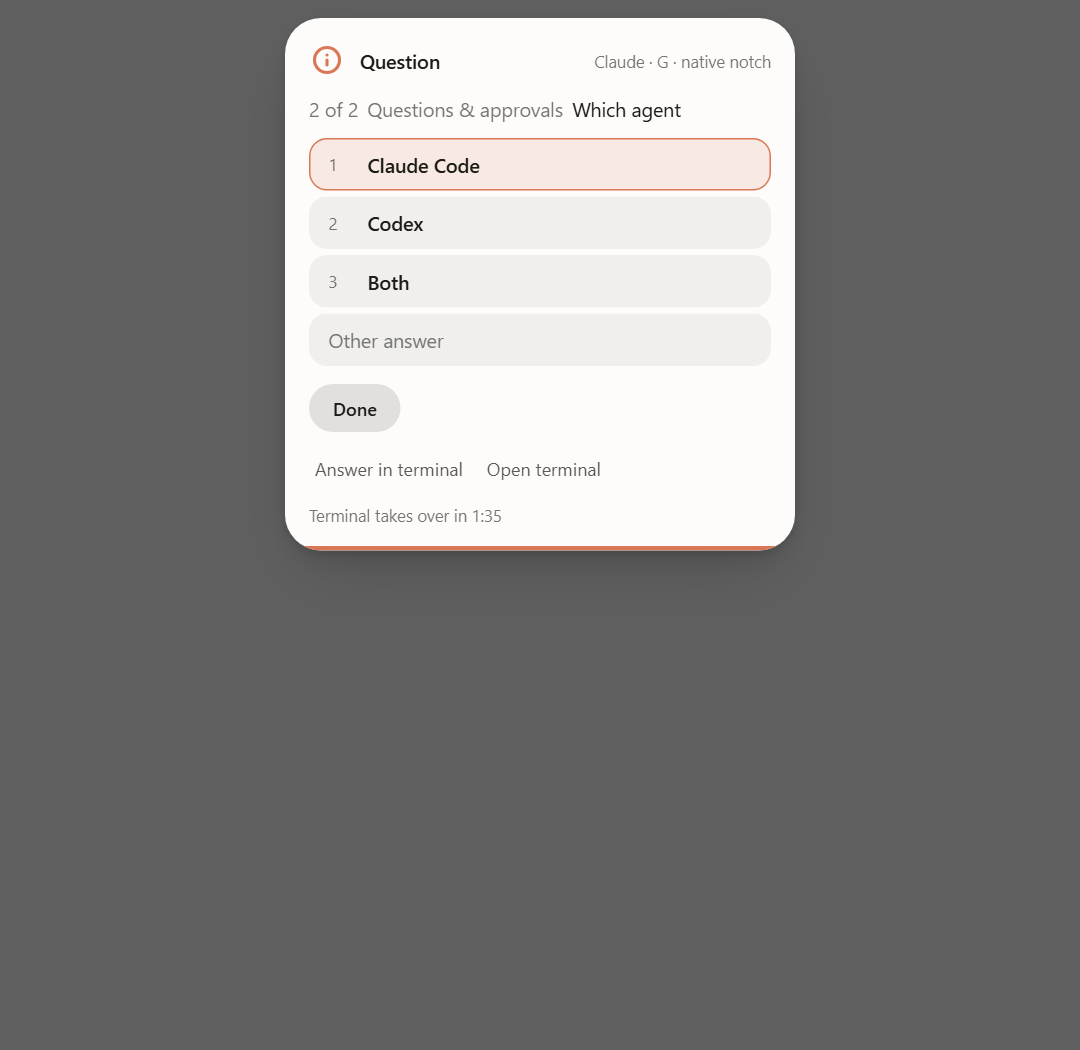 Question
Claude · G · native notch
2 of 2 Questions & approvals Which agent
1 Claude Code
2 Codex
3 Both
Other answer
Done
Answer in terminal Open terminal
Terminal takes over in 1:35